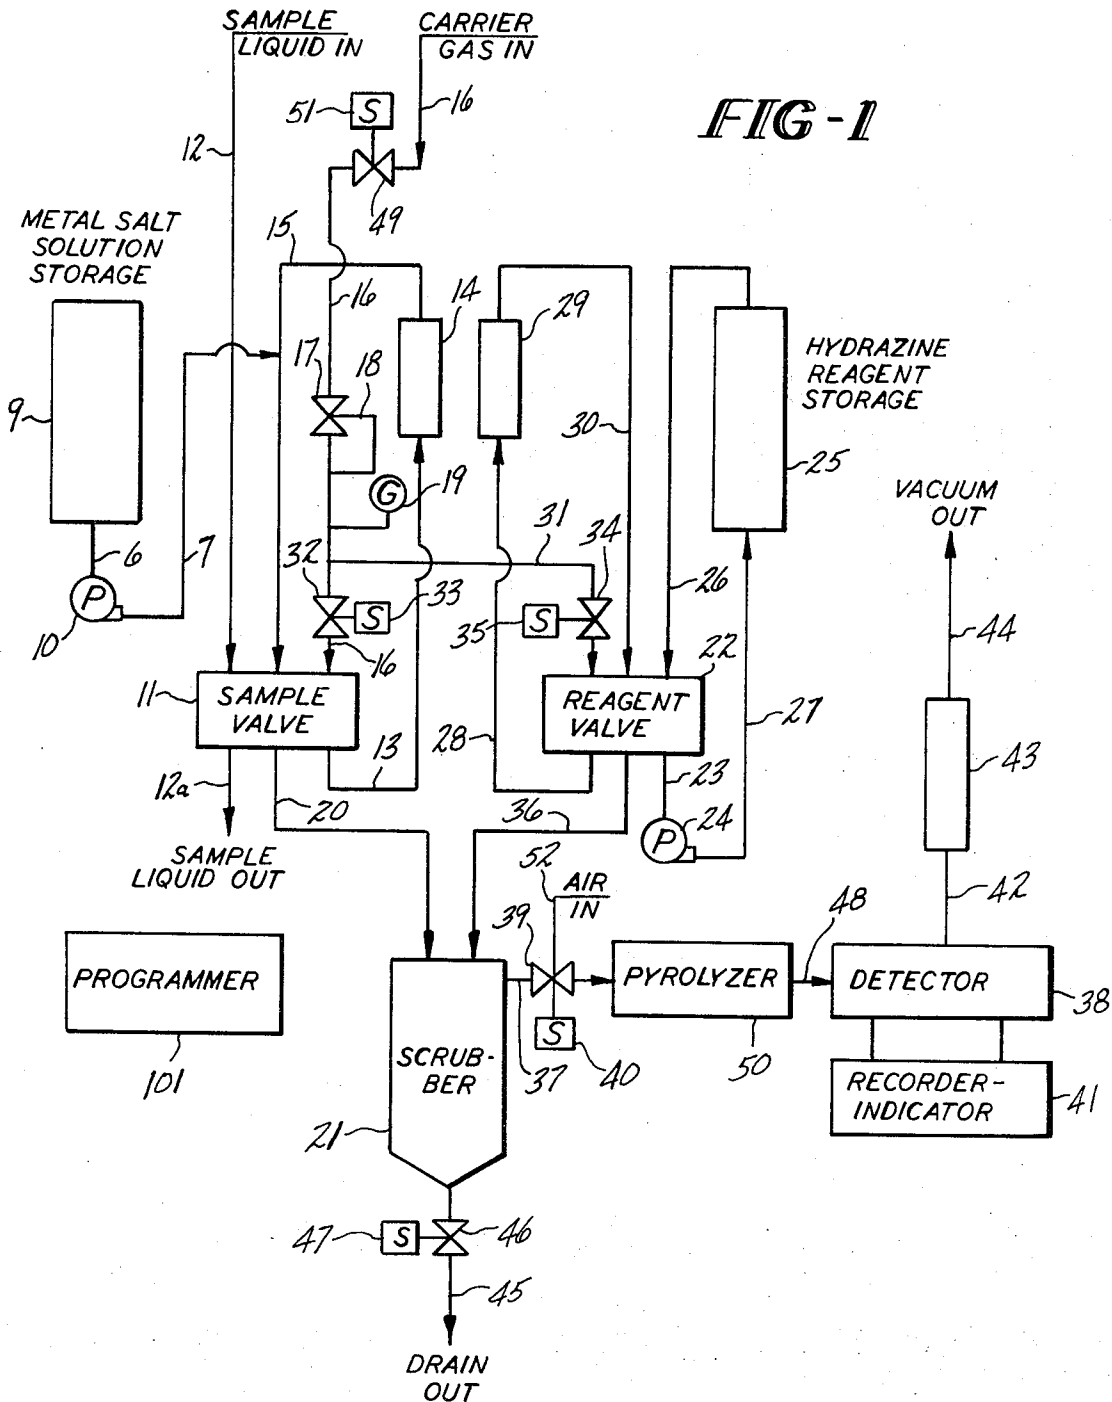 SAMPLE
LIQUID IN
CARRIER
GAS IN
FIG-1
51
S
16
12
49
METAL SALT
SOLUTION
STORAGE
15
16
14
29
17
18
HYDRAZINE
REAGENT
STORAGE
9
30
G
19
25
VACUUM
OUT
6
7
32
31
34
P
10
S
33
35
S
26
44
16
22
11
SAMPLE
VALVE
REAGENT
VALVE
28
27
13
23
43
12a
20
36
24
P
SAMPLE
LIQUID OUT
52
AIR
IN
42
39
48
PROGRAMMER
PYROLYZER
DETECTOR
38
SCRUB-
BER
S
37
40
50
101
RECORDER-
INDICATOR
41
21
47
S
46
45
DRAIN
OUT